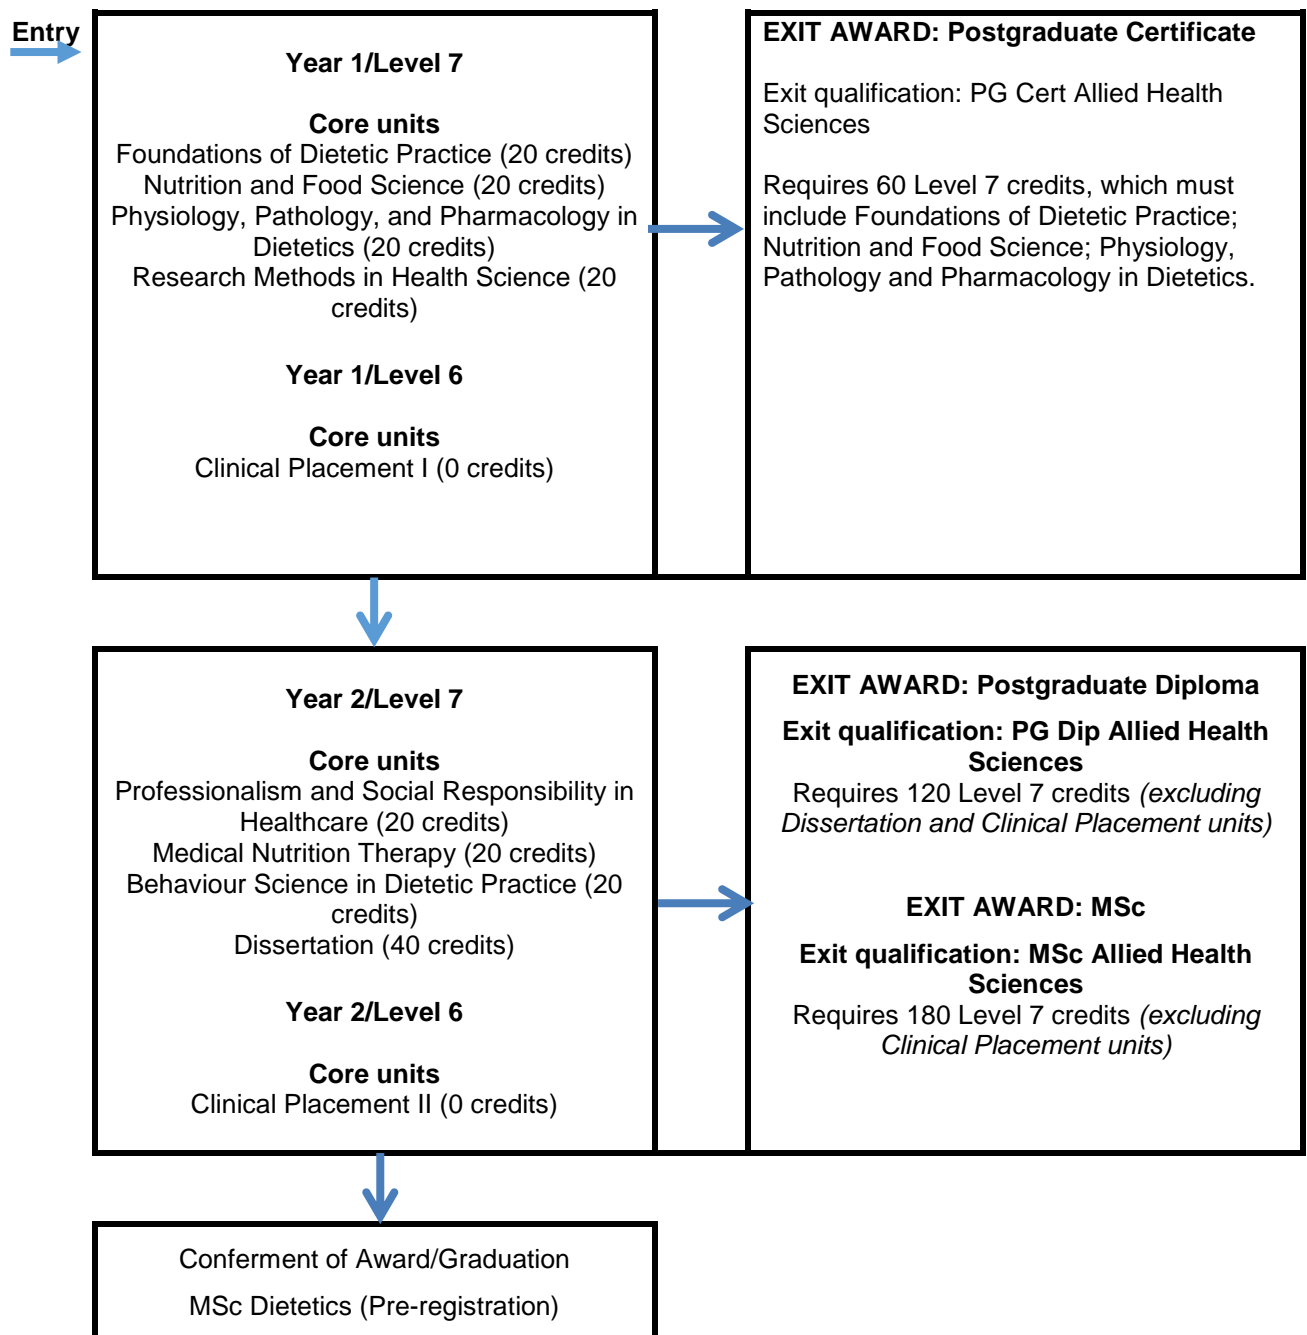 Entry
Year 1/Level 7
Core units
Foundations of Dietetic Practice (20 credits)
Nutrition and Food Science (20 credits)
Physiology, Pathology, and Pharmacology in
Dietetics (20 credits)
Research Methods in Health Science (20
credits)
Year 1/Level 6
Core units
Clinical Placement I (0 credits)
EXIT AWARD: Postgraduate Certificate
Exit qualification: PG Cert Allied Health
Sciences
Requires 60 Level 7 credits, which must
include Foundations of Dietetic Practice;
Nutrition and Food Science; Physiology,
Pathology and Pharmacology in Dietetics.
Year 2/Level 7
Core units
Professionalism and Social Responsibility in
Healthcare (20 credits)
Medical Nutrition Therapy (20 credits)
Behaviour Science in Dietetic Practice (20
credits)
Dissertation (40 credits)
Year 2/Level 6
Core units
Clinical Placement II (0 credits)
EXIT AWARD: Postgraduate Diploma
Exit qualification: PG Dip Allied Health
Sciences
Requires 120 Level 7 credits (excluding
Dissertation and Clinical Placement units)
EXIT AWARD: MSc
Exit qualification: MSc Allied Health
Sciences
Requires 180 Level 7 credits (excluding
Clinical Placement units)
Conferment of Award/Graduation
MSc Dietetics (Pre-registration)